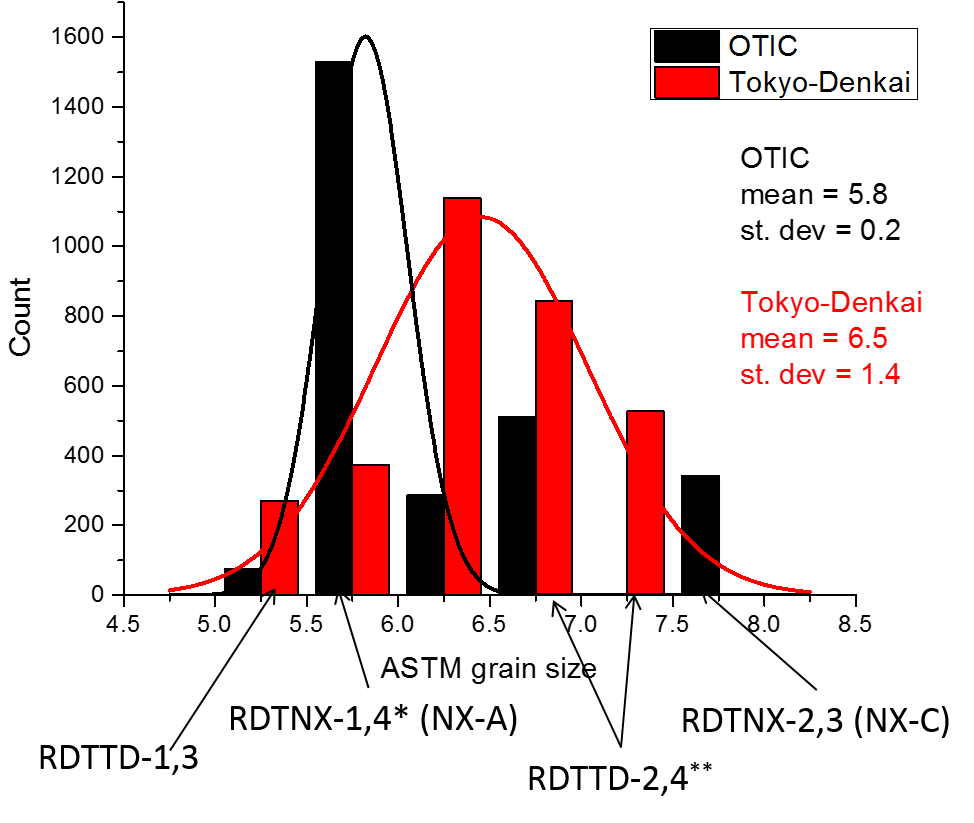 1600
1400
1200
1000
800
600
400
200
0
Count
4.5 5.0 5.5 6.0 6.5 7.0 7.5 8.0 8.5
ASTM grain size
OTIC
Tokyo-Denkai
OTIC
mean = 5.8
st. dev = 0.2
Tokyo-Denkai
mean = 6.5
st. dev = 1.4
RDTTD-1,3
RDTNX-1,4* (NX-A)
RDTTD-2,4**
RDTNX-2,3 (NX-C)